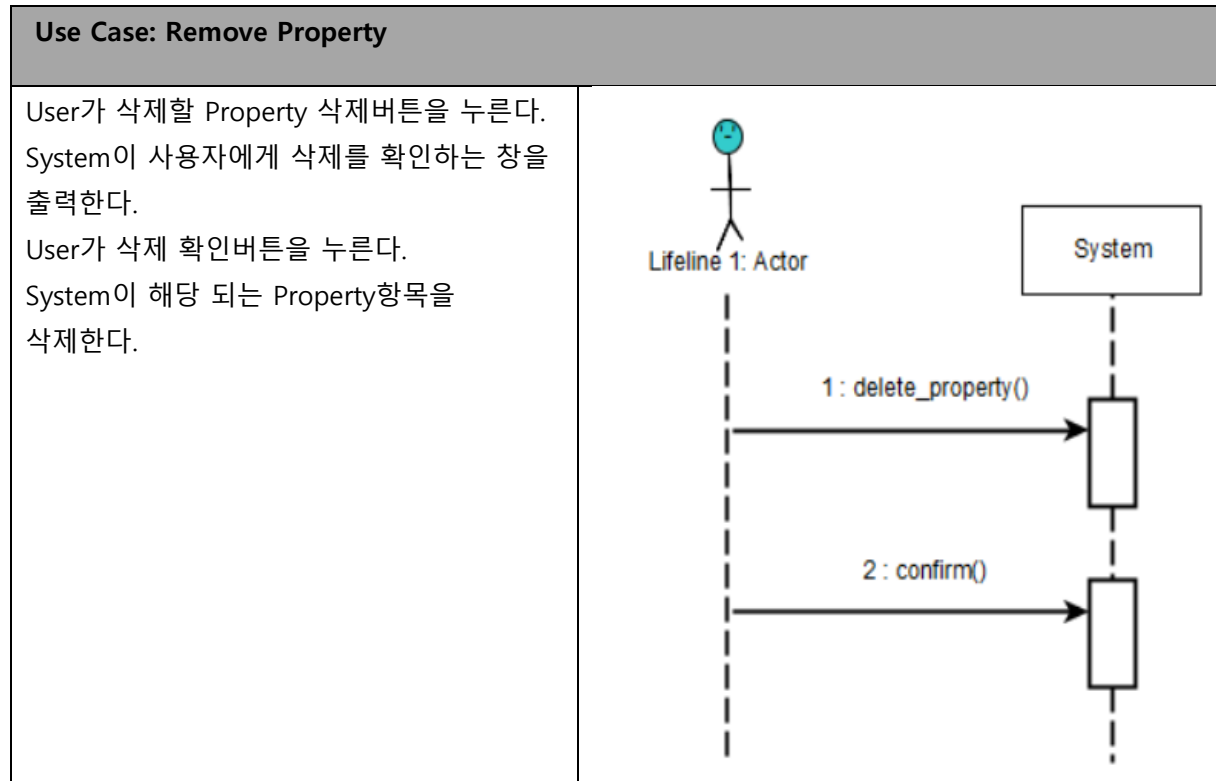 Use Case: Remove Property
User가 삭제할 Property 삭제버튼을 누른다.
System이 사용자에게 삭제를 확인하는 창을
출력한다.
User가 삭제 확인버튼을 누른다.
System이 해당 되는 Property항목을
삭제한다.
Lifeline 1: Actor
System
1 : delete_property()
2 : confirm()